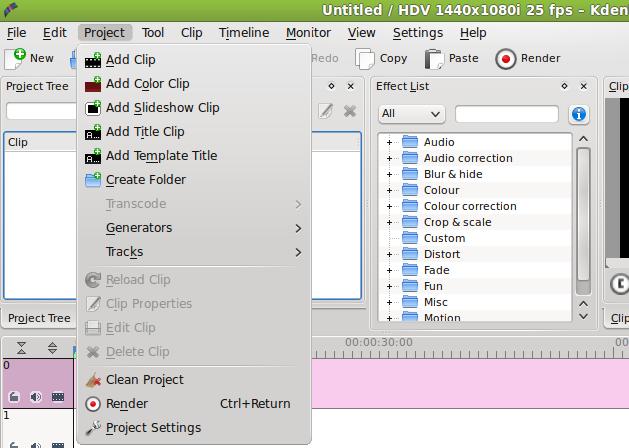 Untitled / HDV 1440x1080i 25 fps – Kden
File Edit Project Tool Clip Timeline Monitor View Settings Help
New Redo Copy Paste Render
Project Tree
Clip
Add Clip
Add Color Clip
Add Slideshow Clip
Add Title Clip
Add Template Title
Create Folder
Transcode
Generators
Tracks
Reload Clip
Clip Properties
Edit Clip
Delete Clip
Clean Project
Render Ctrl+Return
Project Settings
Effect List
All
Audio
Audio correction
Blur & hide
Colour
Colour correction
Crop & scale
Custom
Distort
Fade
Fun
Misc
Motion
Clip
Project Tree
Clip
00:00:30:00 00
0
1